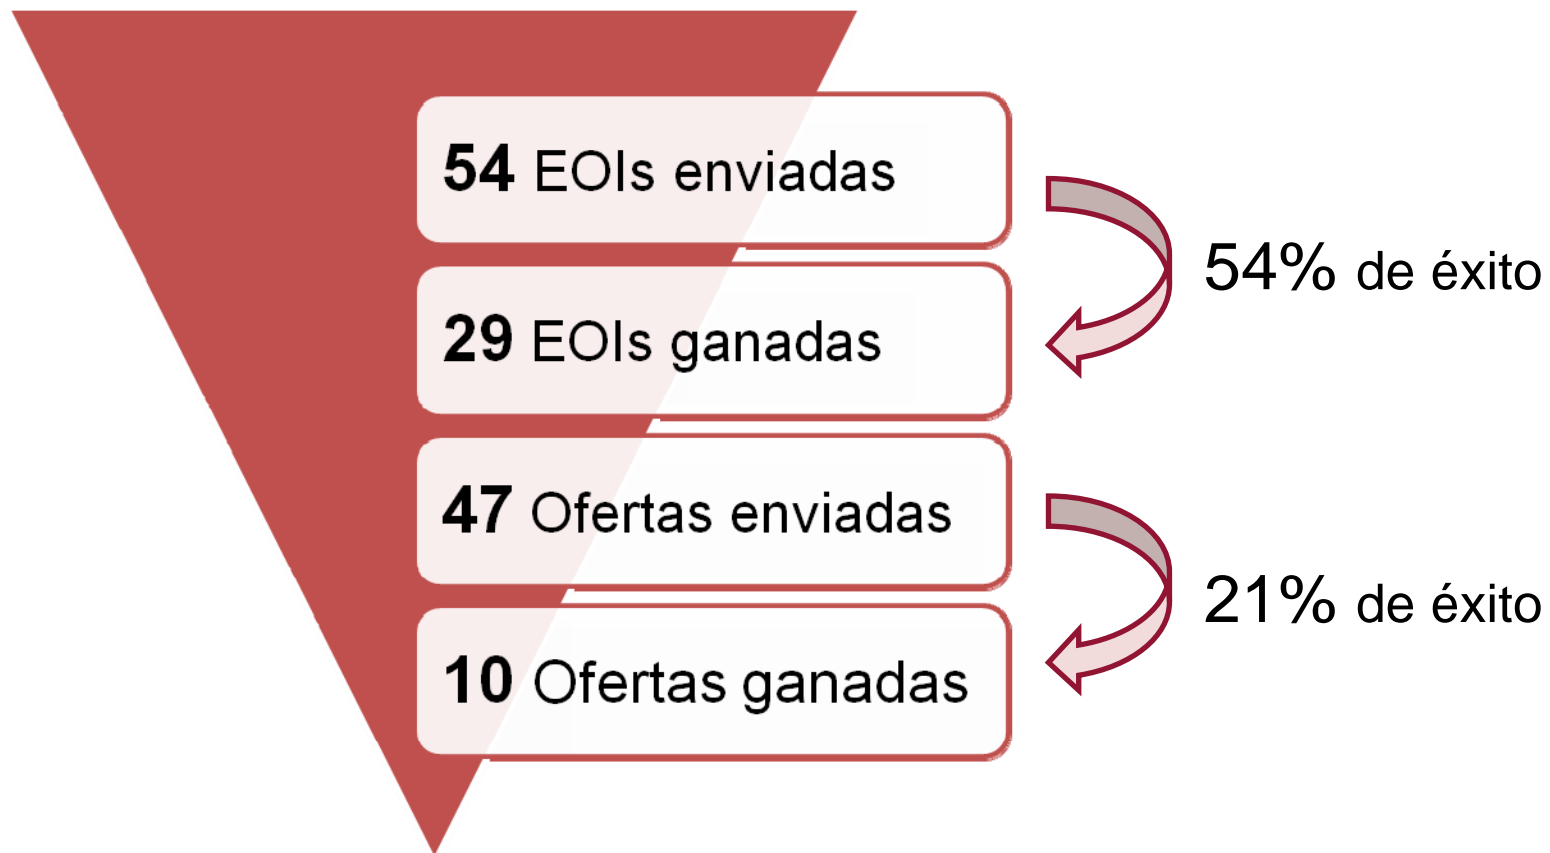 54 EOIs enviadas
54% de éxito
29 EOIs ganadas
47 Ofertas enviadas
21% de éxito
10 Ofertas ganadas